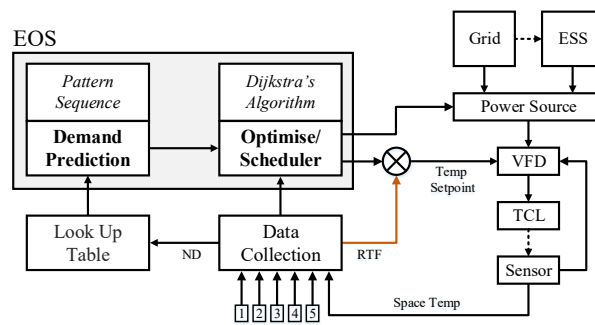 EOS
Grid
ESS
Pattern
Sequence
Dijkstra's
Algorithm
Power Source
Demand
Prediction
Optimise/
Scheduler
Temp
Setpoint
VFD
TCL
Look Up
Table
ND
Data
Collection
RTF
Sensor
Space Temp
1 2 3 4 5